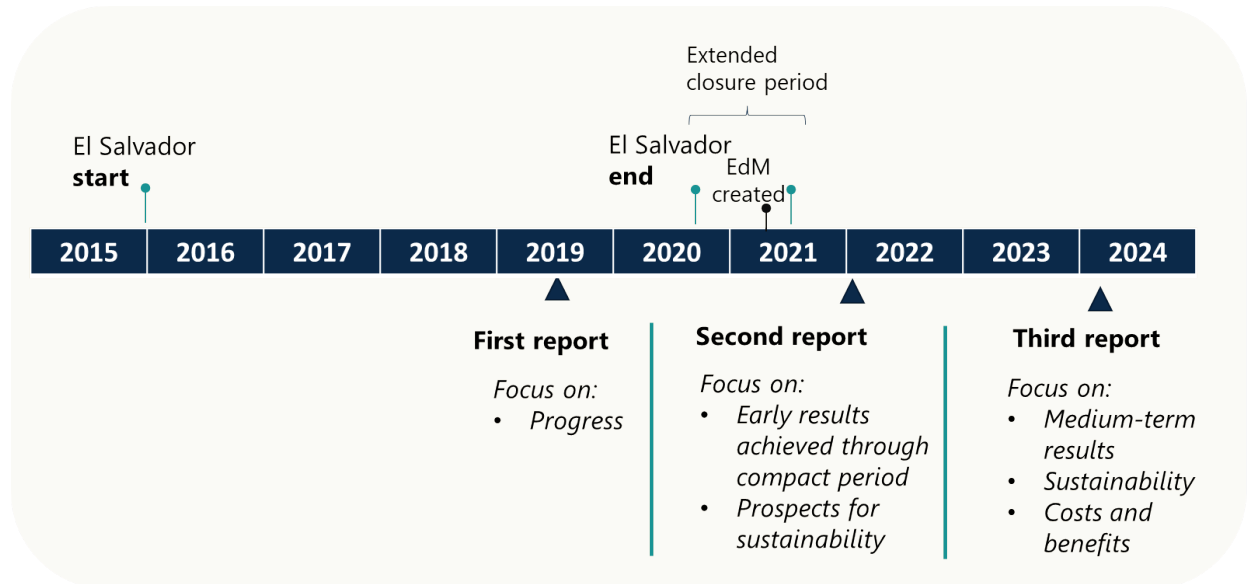 Extended
closure period
El Salvador
start
El Salvador
end
EdM
created
2015 2016 2017 2018 2019 2020 2021 2022 2023 2024
First report
Focus on:
• Progress
Second report
Focus on:
• Early results
achieved through
compact period
• Prospects for
sustainability
Third report
Focus on:
• Medium-term
results
• Sustainability
• Costs and
benefits